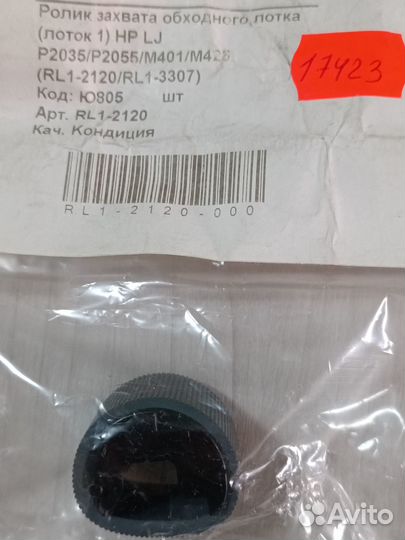 Ролик захвата обходного лотка
(лоток 1) HP LJ
P2035/P2055/M401/M425
(RL1-2120/RL1-3307)
Код: Ю805 шт
Арт. RL1-2120
Кач. Кондиция
17423
RL1-2120-000
Avito